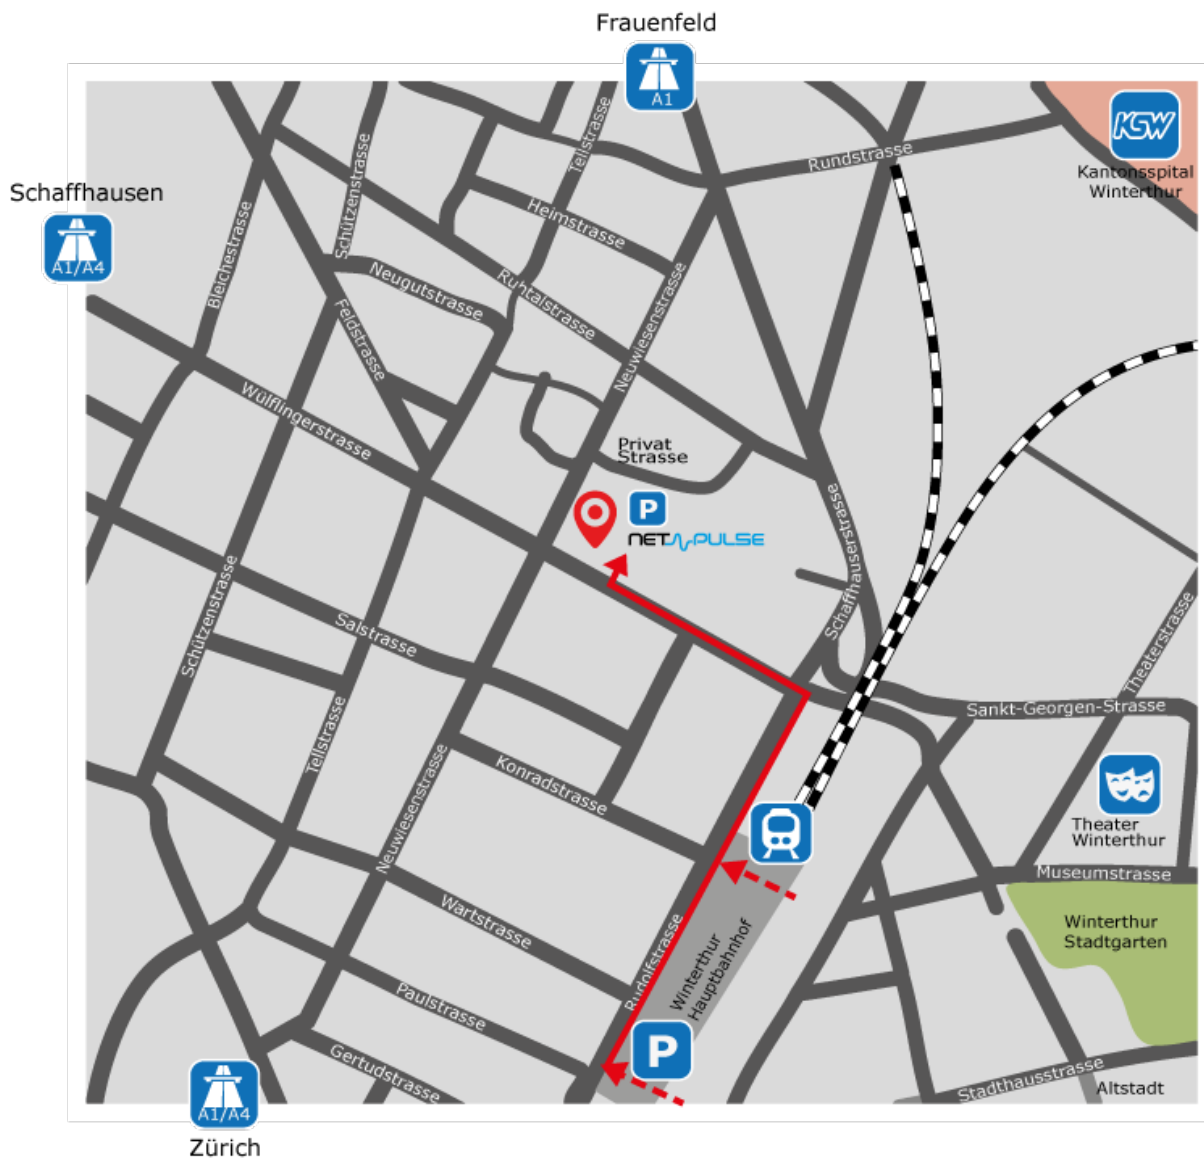 Frauenfeld
A1
KSW
Kantonsspital
Winterthur
Rundstrasse
Tellstrasse
Schützenstrasse
Schaffhausen
A1/A4
Bleichestrasse
Heimstrasse
Neugutstrasse
Ruhtalstrasse
Neuwiesenstrasse
Feldstrasse
Wülflingerstrasse
Privat
Strasse
P
NETPULSE
Schaffhauserstrasse
Schützenstrasse
Salstrasse
Theaterstrasse
Sankt-Georgen-Strasse
Tellstrasse
Neuwiesenstrasse
Konradstrasse
Theater
Winterthur
Museumstrasse
Wartstrasse
Rudolfstrasse
Winterthur
Hauptbahnhof
Winterthur
Stadtgarten
Paulstrasse
P
Gertudstrasse
Stadthausstrasse
Altstadt
A1/A4
Zürich